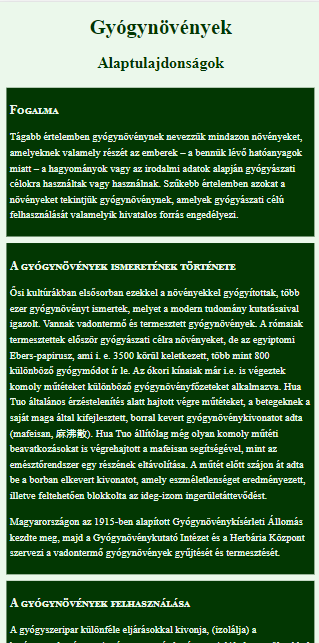 Gyógynövények
Alaptulajdonságok
Fogalma
Tágabb értelemben gyógynövénynek nevezzük mindazon növényeket,
amelyeknek valamely részét az emberek – a bennük lévő hatóanyagok
miatt – a hagyományok vagy az irodalmi adatok alapján gyógyászati
célokra használtak vagy használnak. Szűkebb értelemben azokat a
növényeket tekintjük gyógynövénynek, amelyek gyógyászati célú
felhasználását valamelyik hivatalos forrás engedélyezi.
A gyógynövények ismeretének története
Ősi kultúrákban elsősorban ezekkel a növényekkel gyógyítottak, több
ezer gyógynövényt ismertek, melyet a modern tudomány kutatásaival
igazolt. Vannak vadontermő és termesztett gyógynövények. A rómaiak
termesztettek először gyógyászati célra növényeket, de az egyiptomi
Ebers-papirusz, ami i. e. 3500 körül keletkezett, több mint 800
különböző gyógymódot ír le. Az ókori kínaiak már i.e. is végeztek
komoly műtéteket különböző gyógynövényfőzeteket alkalmazva. Hua
Tuo általános érzéstelenítés alatt hajtott végre műtéteket, a betegeknek a
saját maga által kifejlesztett, borral kevert gyógynövénykivonatot adta
(mafeisan, 麻沸散). Hua Tuo állítólag még olyan komoly műtéti
beavatkozásokat is végrehajtott a mafeisan segítségével, mint az
emésztőrendszer egy részének eltávolítása. A műtét előtt szájon át adta
be a borban elkevert kivonatot, amely eszméletlenséget eredményezett,
illetve feltehetően blokkolta az ideg-izom ingerületáttevődést.
Magyarországon az 1915-ben alapított Gyógynövénykísérleti Állomás
kezdte meg, majd a Gyógynövénykutató Intézet és a Herbária Központ
szervezi a vadontermő gyógynövények gyűjtését és termesztését.
A gyógynövények felhasználása
A gyógyszeripar különféle eljárásokkal kivonja, (izolálja) a